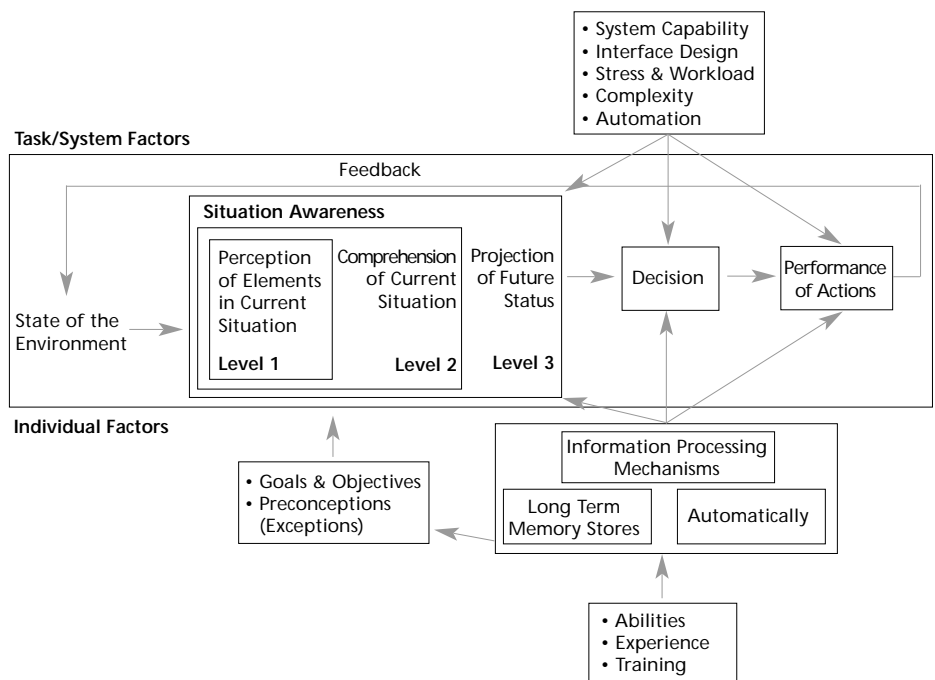 • System Capability
• Interface Design
• Stress & Workload
• Complexity
• Automation
Task/System Factors
Feedback
Situation Awareness
Perception
of Elements
in Current
Situation
Level 1
Comprehension
of Current
Situation
Level 2
Projection
of Future
Status
Level 3
Decision
Performance
of Actions
State of the
Environment
Individual Factors
• Goals & Objectives
• Preconceptions
(Exceptions)
Information Processing
Mechanisms
Long Term
Memory Stores
Automatically
• Abilities
• Experience
• Training